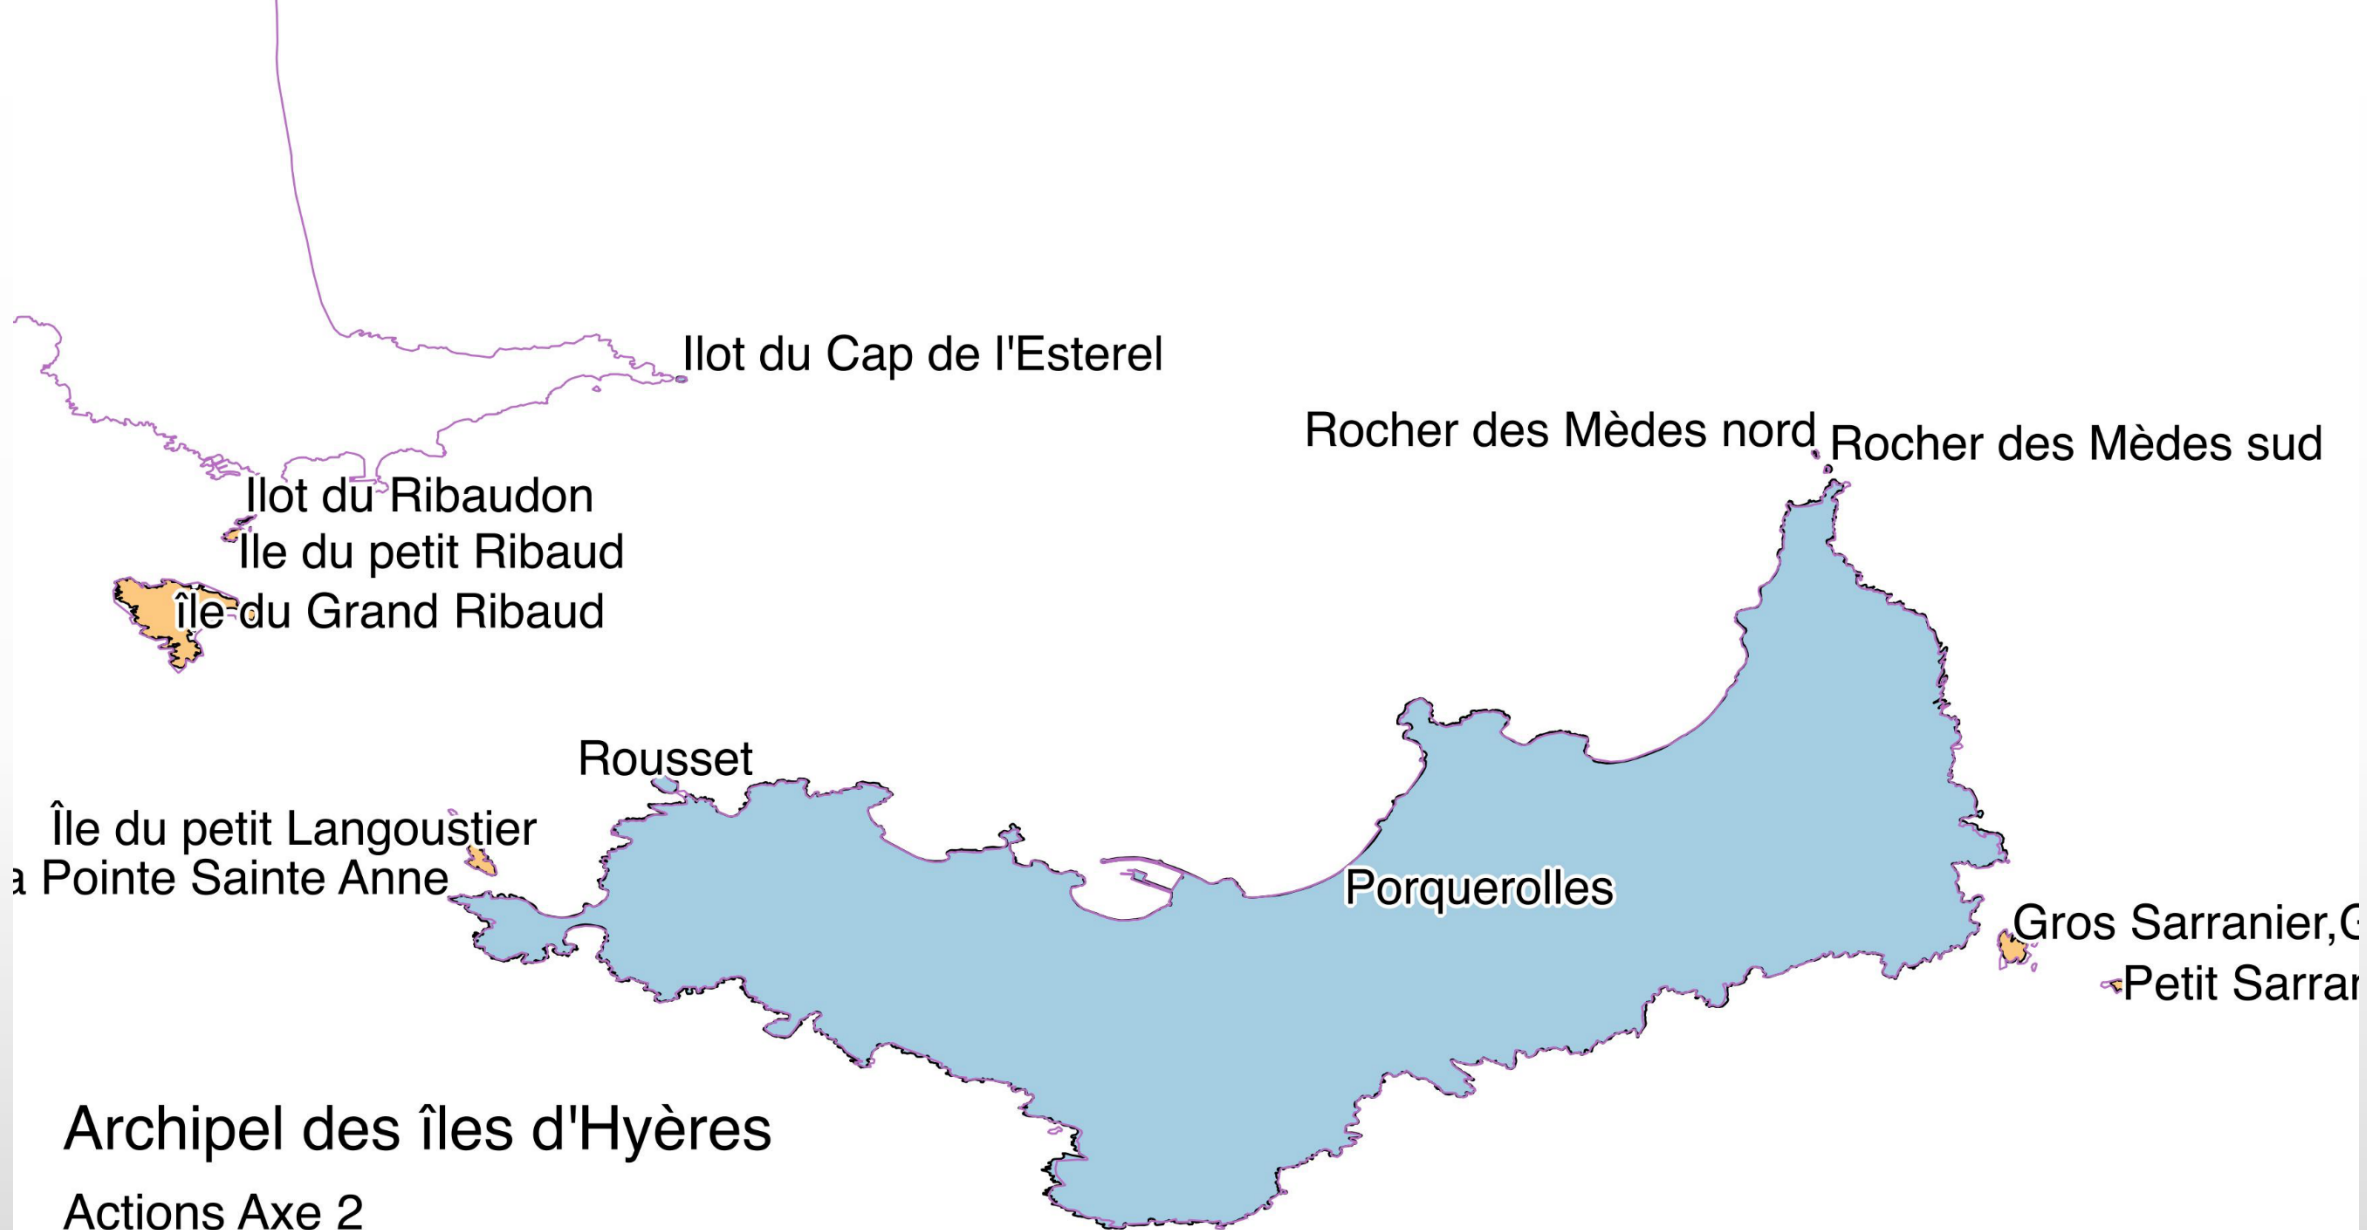 Ilot du Cap de l'Esterel
Rocher des Mèdes nord
Rocher des Mèdes sud
Ilot du Ribaudon
Ile du petit Ribaud
île du Grand Ribaud
Rousset
Île du petit Langoustier
Pointe Sainte Anne
Porquerolles
Gros Sarranier,
Petit
Archipel des îles d'Hyères
Actions Axe 2